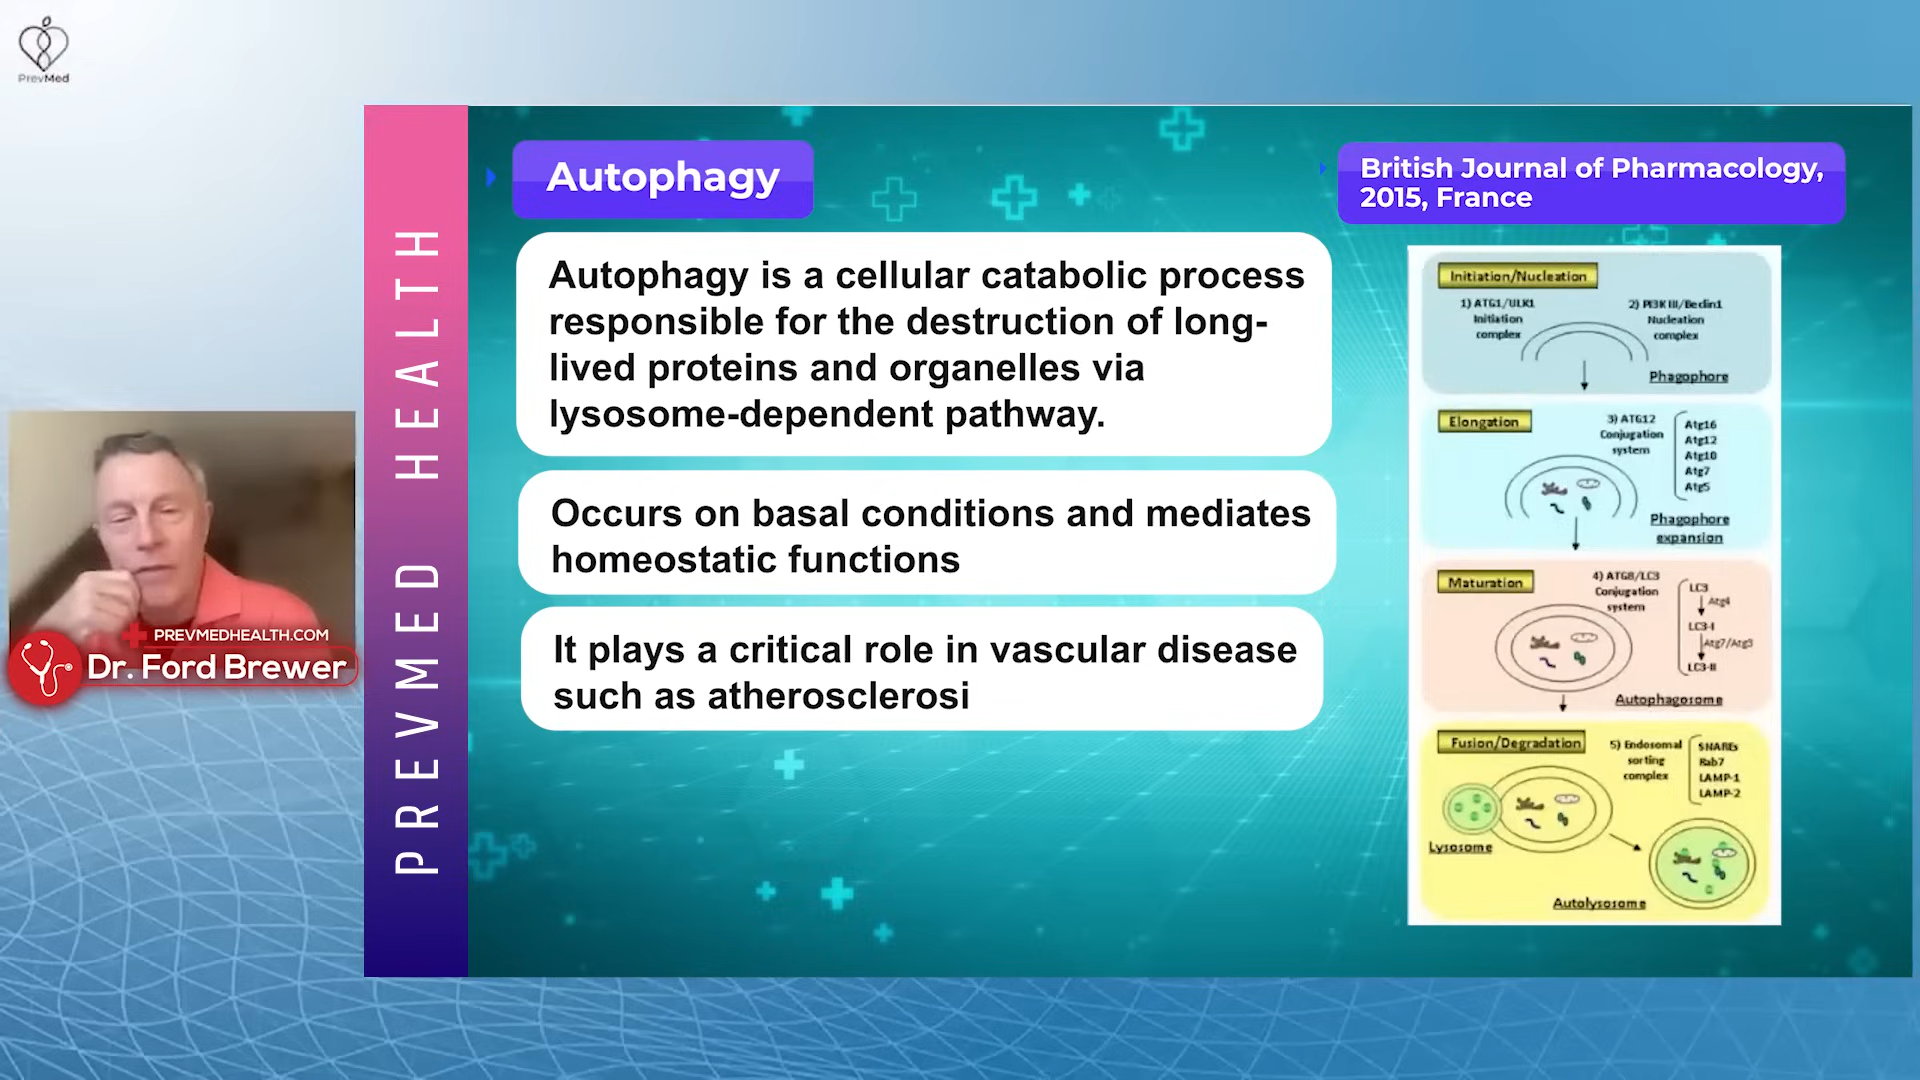 PrevMed
PREVMED HEALTH
Autophagy
Autophagy is a cellular catabolic process
responsible for the destruction of long-
lived proteins and organelles via
lysosome-dependent pathway.
Occurs on basal conditions and mediates
homeostatic functions
It plays a critical role in vascular disease
such as atherosclerosi
British Journal of Pharmacology,
2015, France
Initiation/Nucleation
1) ATG1/ULK1
Initiation
complex
2) PI3K III/Beclin1
Nucleation
complex
Phagophore
Elongation
3) ATG12
Conjugation
system
Atg16
Atg12
Atg10
Atg7
Atg5
Phagophore
expansion
Maturation
4) ATG8/LC3
Conjugation
system
LC3
Atg4
LC3-I
Atg7/Atg3
LC3-II
Autophagosome
Fusion/Degradation
5) Endosomal
sorting
complex
SNAREs
Rab7
LAMP-1
LAMP-2
Lysosome
Autolysosome
PREVMEDHEALTH.COM
Dr. Ford Brewer